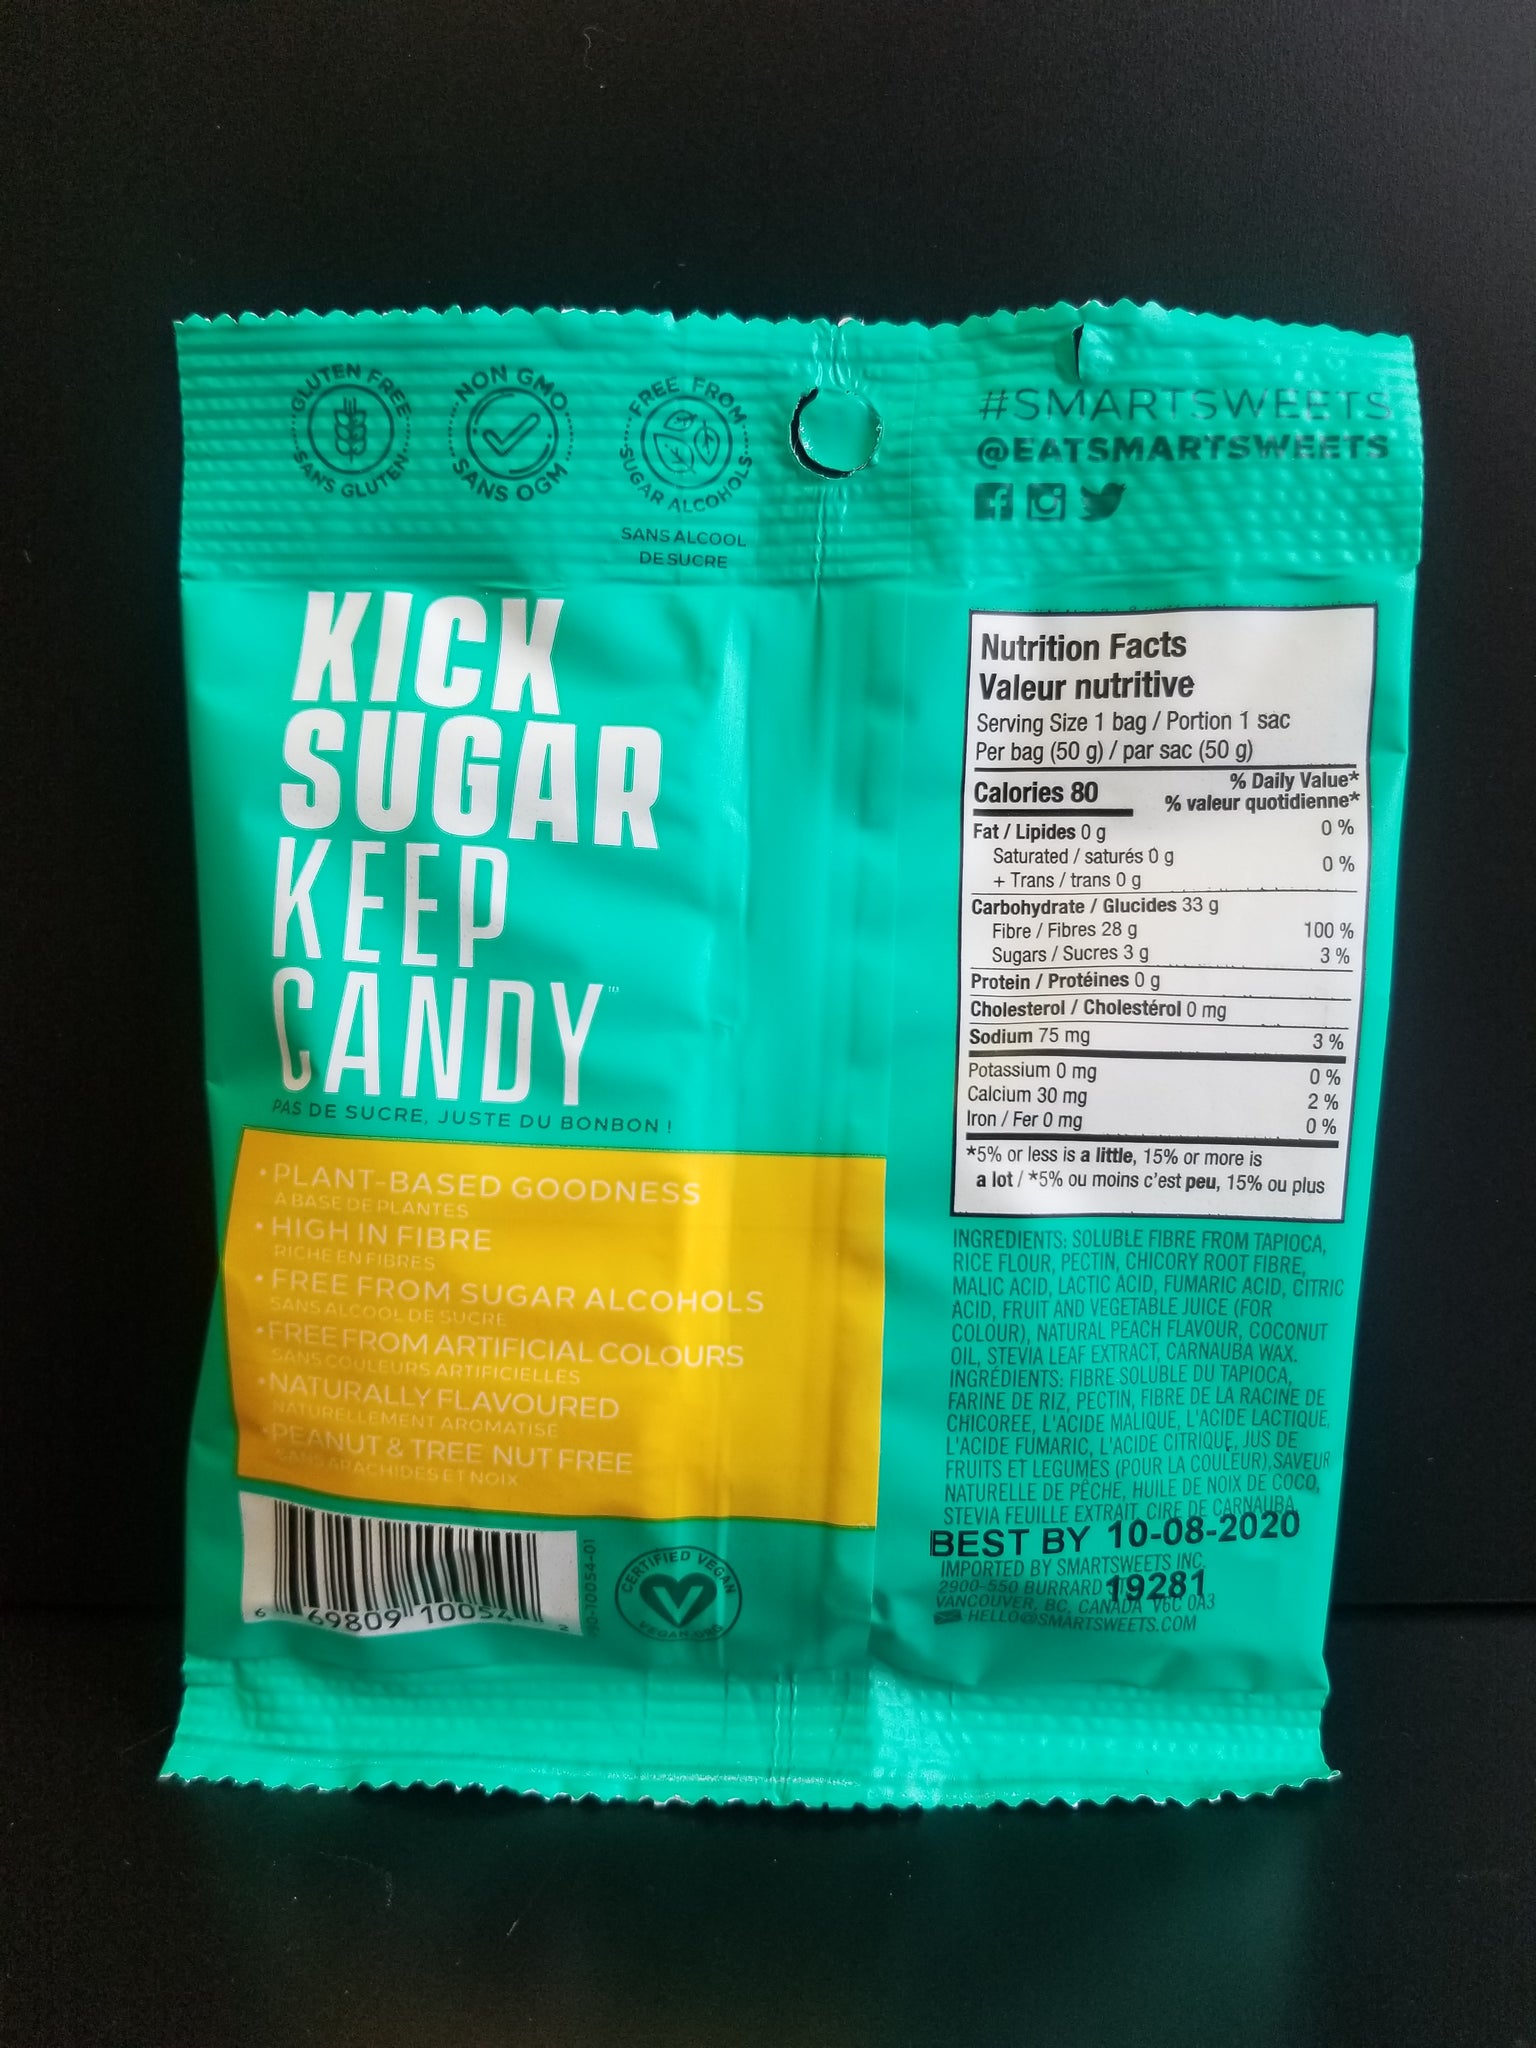 GLUTEN FREE
SANS GLUTEN
NON GMO
SANS OGM
FREE FROM
SUGAR ALCOHOLS
SANS ALCOOL
DE SUCRE
#SMARTSWEETS
@EATSMARTSWEETS
KICK
SUGAR
KEEP
CANDY™
PAS DE SUCRE, JUSTE DU BONBON !
• PLANT-BASED GOODNESS
À BASE DE PLANTES
• HIGH IN FIBRE
RICHE EN FIBRES
• FREE FROM SUGAR ALCOHOLS
SANS ALCOOL DE SUCRE
• FREE FROM ARTIFICIAL COLOURS
SANS COULEURS ARTIFICIELLES
• NATURALLY FLAVOURED
NATURELLEMENT AROMATISÉ
• PEANUT & TREE NUT FREE
SANS ARACHIDES ET NOIX
6 69809 10054 2
90-10054-01
CERTIFIED VEGAN
VEGAN.ORG
Nutrition Facts
Valeur nutritive
Serving Size 1 bag / Portion 1 sac
Per bag (50 g) / par sac (50 g)
Calories 80
% Daily Value*
% valeur quotidienne*
Fat / Lipides 0 g 0 %
Saturated / saturés 0 g
+ Trans / trans 0 g 0 %
Carbohydrate / Glucides 33 g
Fibre / Fibres 28 g 100 %
Sugars / Sucres 3 g 3 %
Protein / Protéines 0 g
Cholesterol / Cholestérol 0 mg
Sodium 75 mg 3 %
Potassium 0 mg 0 %
Calcium 30 mg 2 %
Iron / Fer 0 mg 0 %
*5% or less is a little, 15% or more is
a lot / *5% ou moins c'est peu, 15% ou plus
INGREDIENTS: SOLUBLE FIBRE FROM TAPIOCA,
RICE FLOUR, PECTIN, CHICORY ROOT FIBRE,
MALIC ACID, LACTIC ACID, FUMARIC ACID, CITRIC
ACID, FRUIT AND VEGETABLE JUICE (FOR
COLOUR), NATURAL PEACH FLAVOUR, COCONUT
OIL, STEVIA LEAF EXTRACT, CARNAUBA WAX.
INGRÉDIENTS: FIBRE SOLUBLE DU TAPIOCA,
FARINE DE RIZ, PECTIN, FIBRE DE LA RACINE DE
CHICOREE, L'ACIDE MALIQUE, L'ACIDE LACTIQUE,
L'ACIDE FUMARIC, L'ACIDE CITRIQUE, JUS DE
FRUITS ET LEGUMES (POUR LA COULEUR), SAVEUR
NATURELLE DE PÊCHE, HUILE DE NOIX DE COCO,
STEVIA FEUILLE EXTRAIT, CIRE DE CARNAUBA.
BEST BY 10-08-2020
IMPORTED BY SMARTSWEETS INC.
2900-550 BURRARD
19281
VANCOUVER, BC, CANADA V6C 0A3
HELLO@SMARTSWEETS.COM